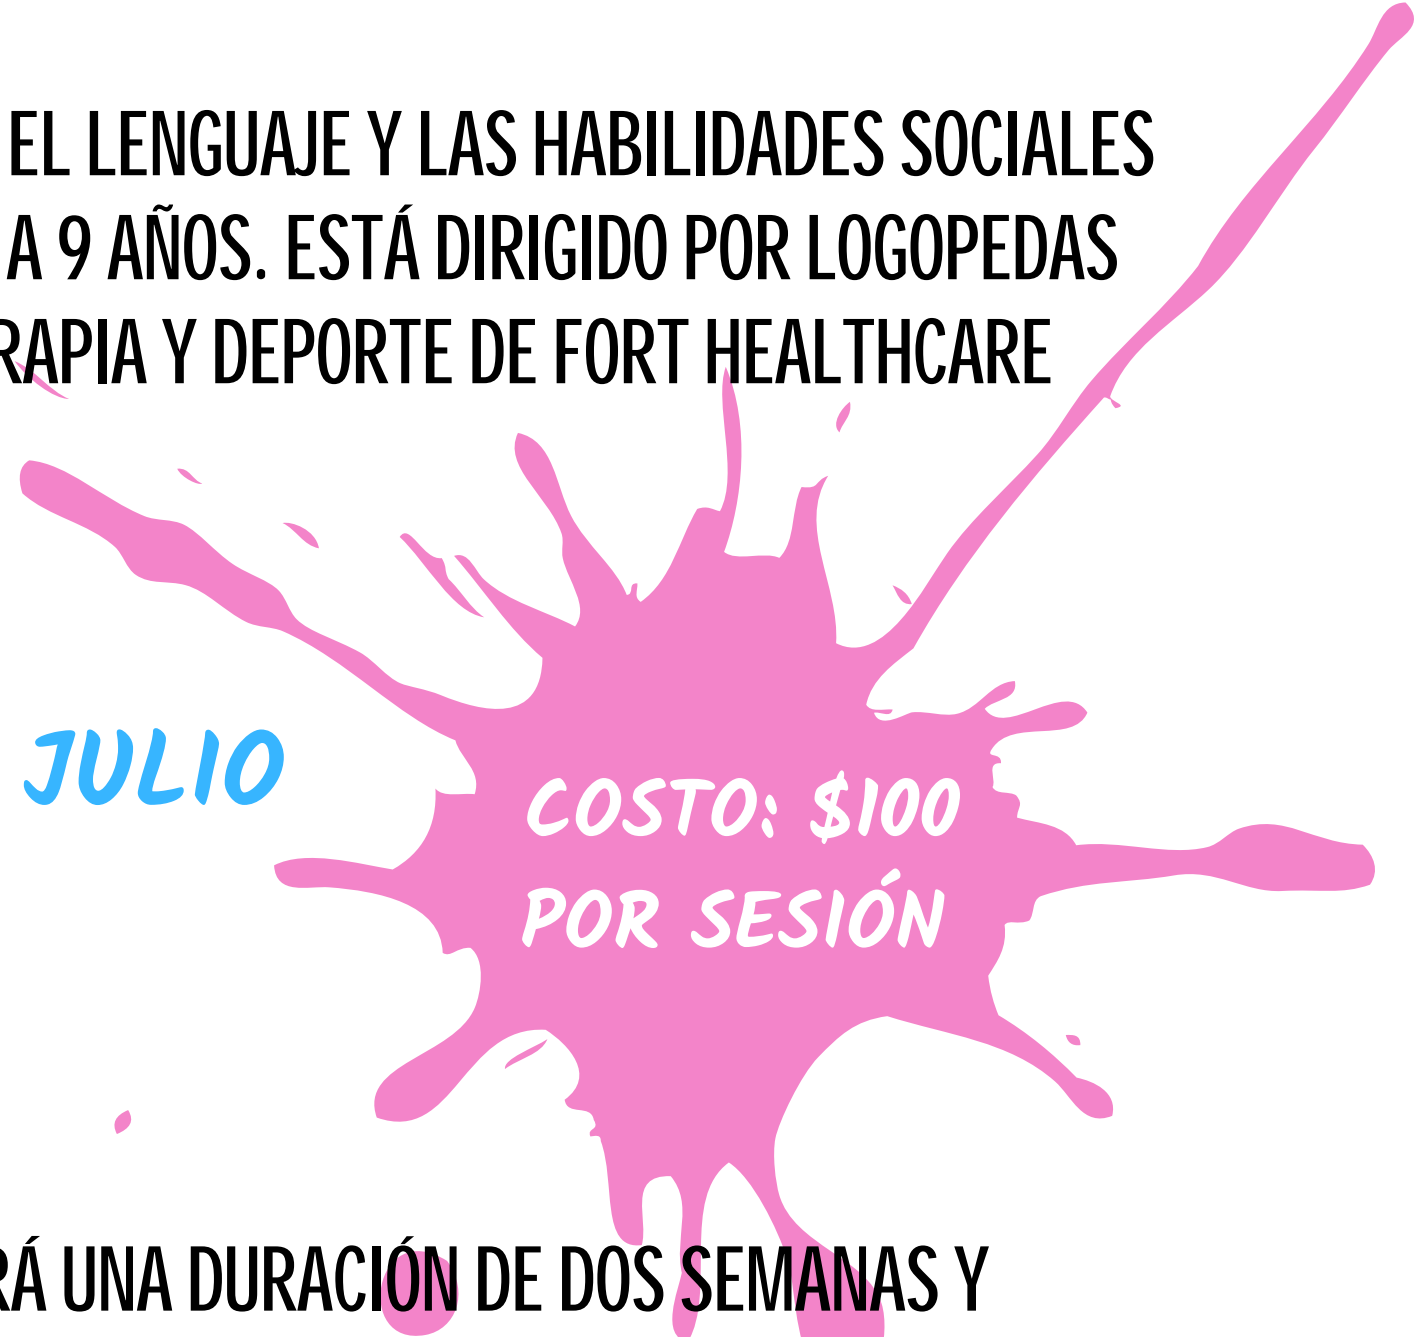 EL LENGUAJE Y LAS HABILIDADES SOCIALES
A 9 AÑOS. ESTÁ DIRIGIDO POR LOGOPEDAS
RAPIA Y DEPORTE DE FORT HEALTHCARE
JULIO
COSTO: $100
POR SESIÓN
RÁ UNA DURACIÓN DE DOS SEMANAS Y